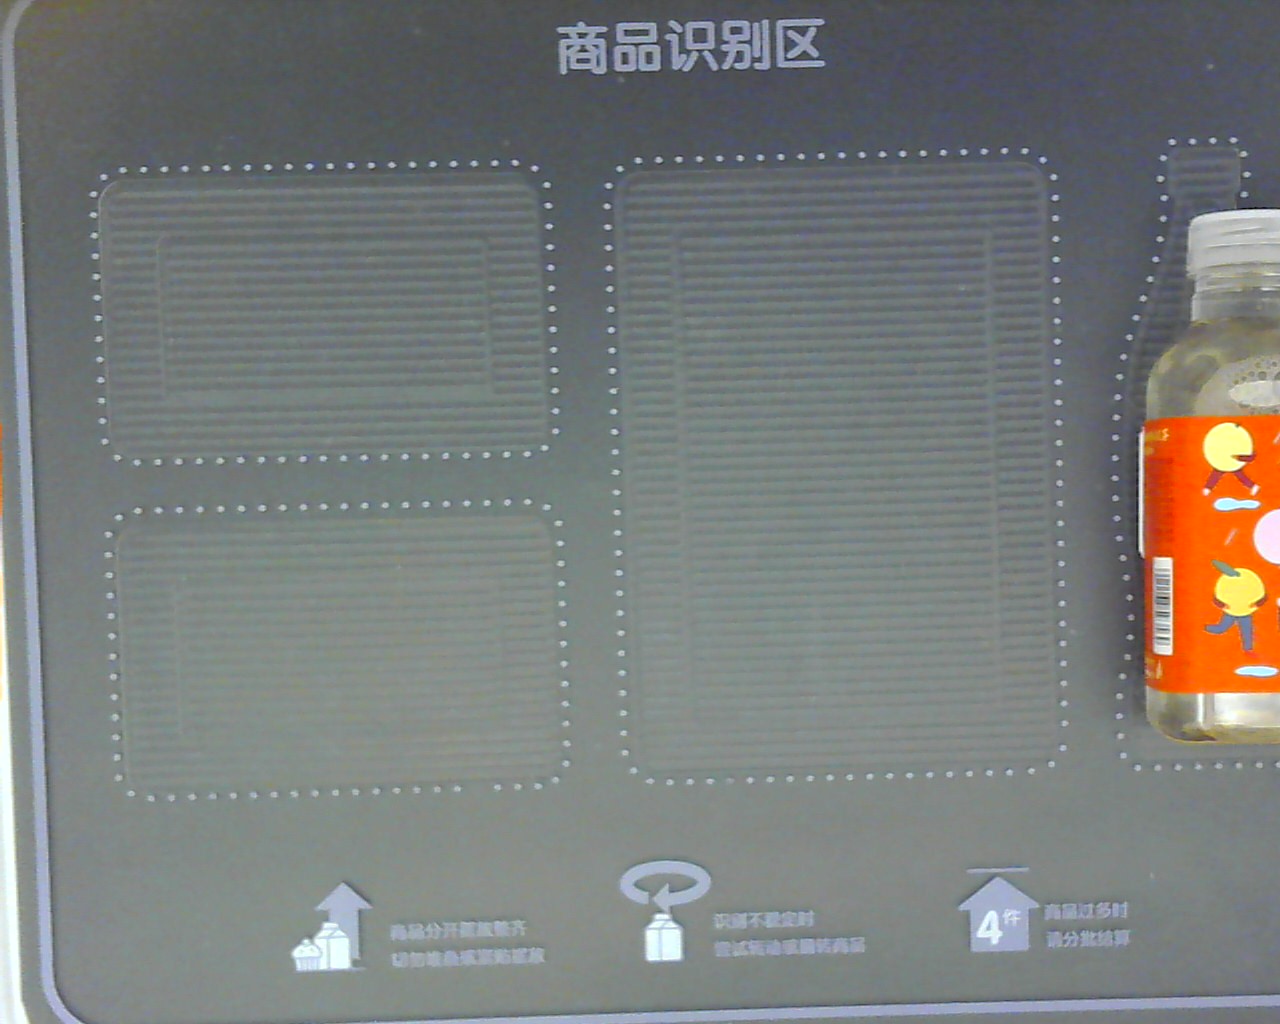 商品识别区
商品分开摆放整齐
切勿堆叠或紧贴摆放
识别不稳定时
尝试拖动或翻转商品
4件
商品过多时
请分批结算